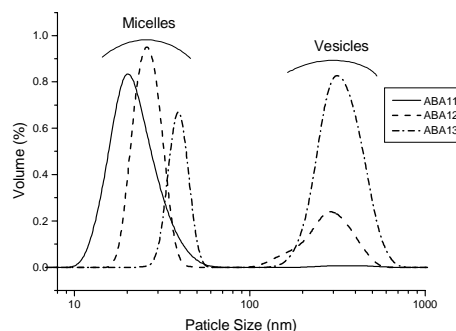 Micelles
Vesicles
1.0
0.8
0.6
0.4
0.2
0.0
Volume (%)
ABA11
ABA12
ABA13
10
100
1000
Paticle Size (nm)